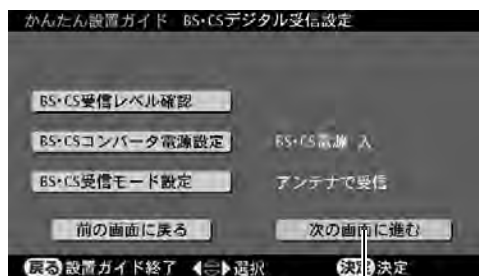 かんたん設置ガイド BS・CSデジタル受信設定
BS・CS受信レベル確認
BS・CSコンバータ電源設定 BS・CS電源 入
BS・CS受信モード設定 アンテナで受信
前の画面に戻る 次の画面に進む
戻る 設置ガイド終了 選択 決定 決定